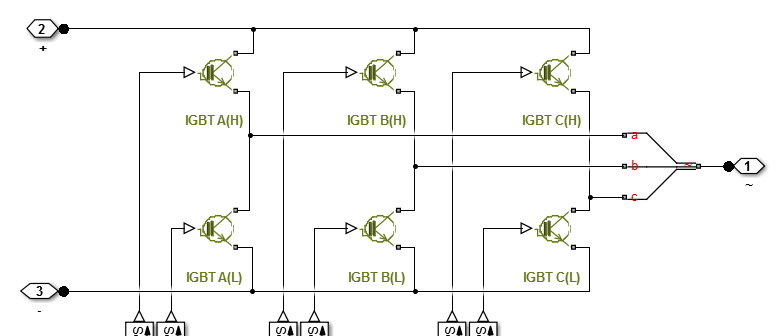 2
+
IGBT A(H)
IGBT B(H)
IGBT C(H)
a
b
c
~
1
~
IGBT A(L)
IGBT B(L)
IGBT C(L)
3
-
S
S
S
S
S
S